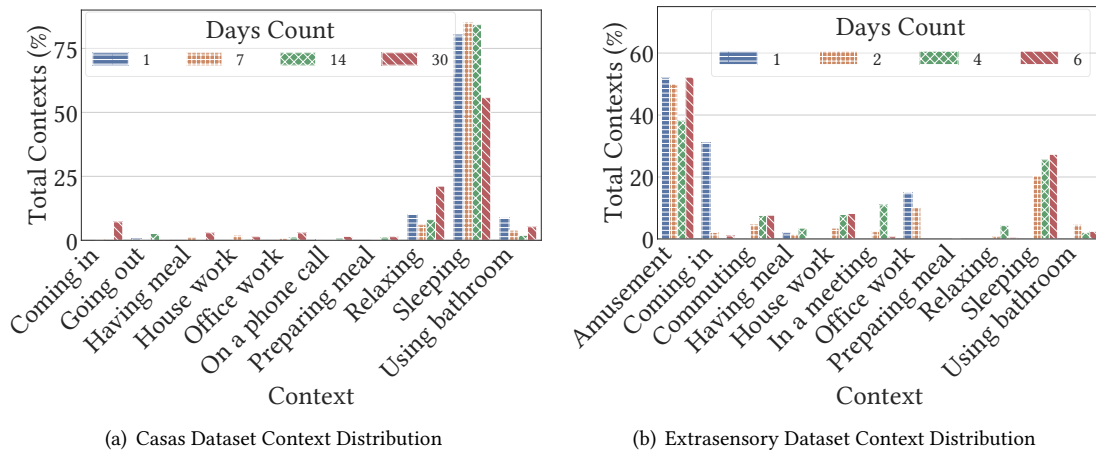 Days Count
1 7 14 30
Total Contexts (%)
75
50
25
0
Coming in
Going out
Having meal
House work
Office work
On a phone call
Preparing meal
Relaxing
Sleeping
Using bathroom
Context
(a) Casas Dataset Context Distribution
Days Count
1 2 4 6
Total Contexts (%)
60
40
20
0
Amusement
Coming in
Commuting
Having meal
House work
In a meeting
Office work
Preparing meal
Relaxing
Sleeping
Using bathroom
Context
(b) Extrasensory Dataset Context Distribution